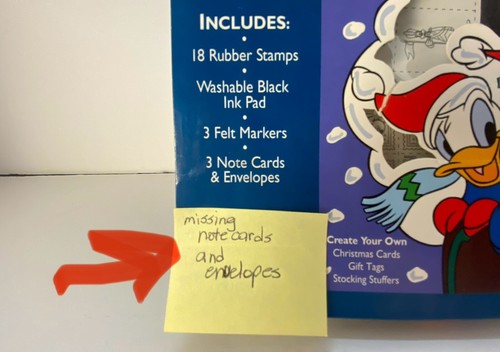 INCLUDES:
•
18 Rubber Stamps
•
Washable Black
Ink Pad
•
3 Felt Markers
•
3 Note Cards
& Envelopes
missing
note cards
and
envelopes
Create Your Own
Christmas Cards
Gift Tags
Stocking Stuffers